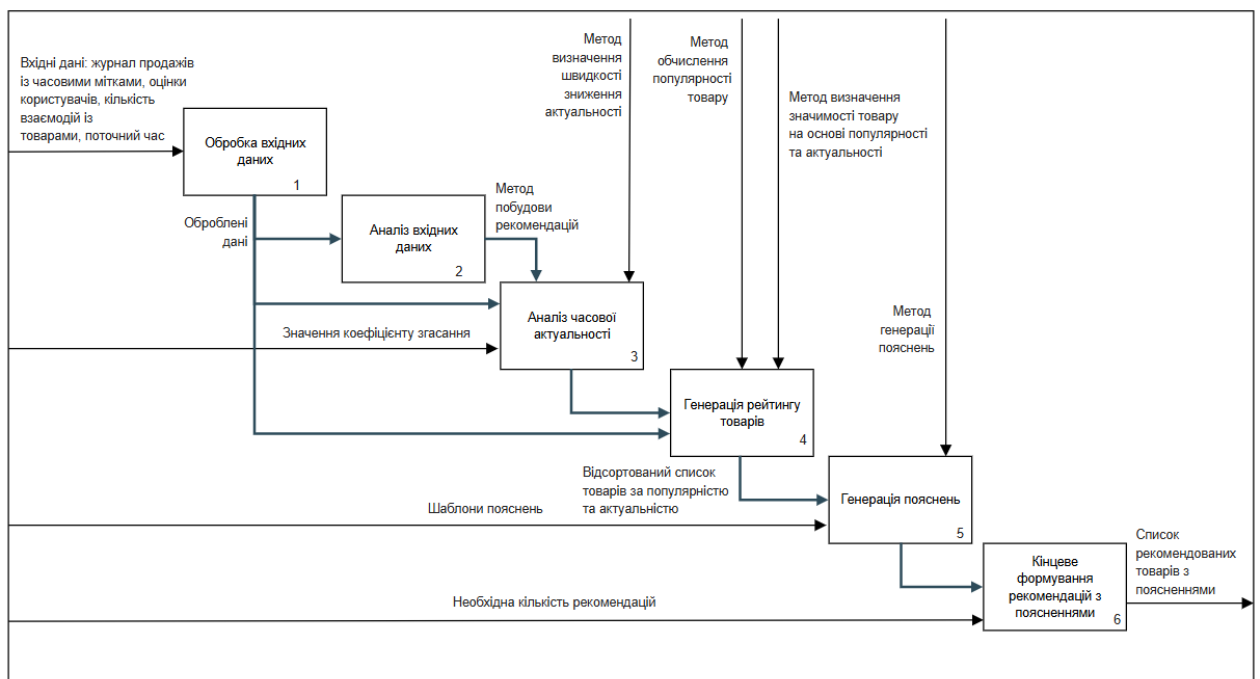 Вхідні дані: журнал продажів
із часовими мітками, оцінки
користувачів, кількість
взаємодій із
товарами, поточний час
Обробка вхідних
даних
1
Метод
визначення
швидкості
зниження
актуальності
Метод
обчислення
популярності
товару
Метод визначення
значимості товару
на основі популярності
та актуальності
Оброблені
дані
Аналіз вхідних
даних
2
Метод
побудови
рекомендацій
Аналіз часової
актуальності
3
Значення коефіцієнту згасання
Метод
генерації
пояснень
Генерація рейтингу
товарів
4
Відсортований список
товарів за популярністю
та актуальністю
Шаблони пояснень
Генерація пояснень
5
Кінцеве
формування
рекомендацій з
поясненнями
6
Список
рекомендованих
товарів з
поясненнями
Необхідна кількість рекомендацій